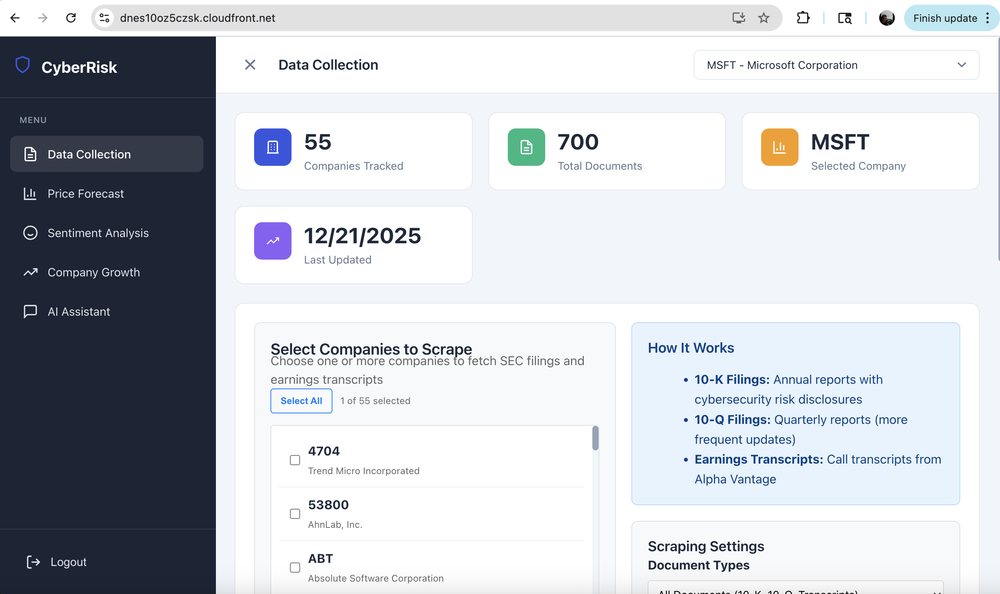 dnes10oz5czsk.cloudfront.net
Finish update
CyberRisk
MENU
Data Collection
Price Forecast
Sentiment Analysis
Company Growth
AI Assistant
Logout
Data Collection
MSFT - Microsoft Corporation
55
Companies Tracked
700
Total Documents
MSFT
Selected Company
12/21/2025
Last Updated
Select Companies to Scrape
Choose one or more companies to fetch SEC filings and
earnings transcripts
Select All
1 of 55 selected
4704
Trend Micro Incorporated
53800
AhnLab, Inc.
ABT
Absolute Software Corporation
How It Works
• 10-K Filings: Annual reports with
cybersecurity risk disclosures
• 10-Q Filings: Quarterly reports (more
frequent updates)
• Earnings Transcripts: Call transcripts from
Alpha Vantage
Scraping Settings
Document Types
All Documents (10-K, 10-Q, Transcripts)